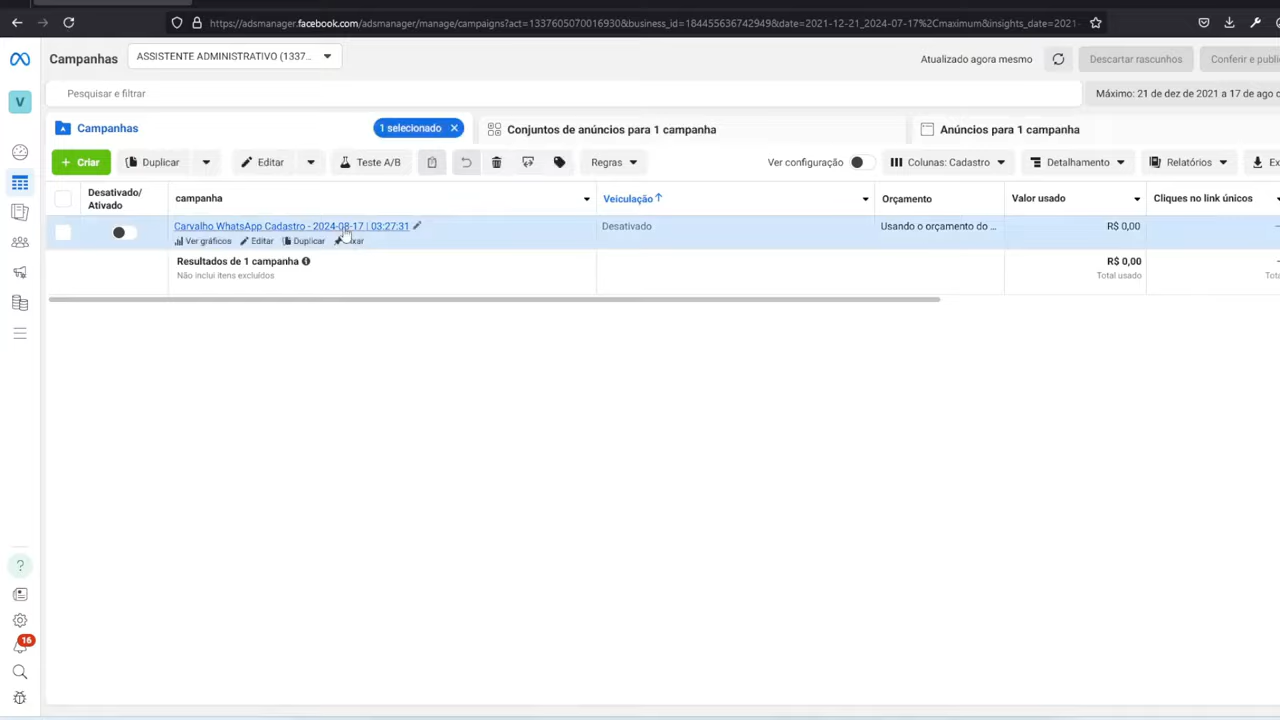 https://adsmanager.facebook.com/adsmanager/manage/campaigns?act=1337605070016930&business_id=184455636742949&date=2021-12-21_2024-07-17%2Cmaximum&insights_date=2021-
Campanhas
ASSISTENTE ADMINISTRATIVO (1337...
Atualizado agora mesmo
Descartar rascunhos
Conferir e publi
Pesquisar e filtrar
Máximo: 21 de dez de 2021 a 17 de ago
V
Campanhas
1 selecionado
Conjuntos de anúncios para 1 campanha
Anúncios para 1 campanha
+ Criar
Duplicar
Editar
Teste A/B
Regras
Ver configuração
Colunas: Cadastro
Detalhamento
Relatórios
Ex
Desativado/
Ativado
campanha
Veiculação
Orçamento
Valor usado
Cliques no link únicos
Carvalho WhatsApp Cadastro - 2024-08-17 | 03:27:31
Desativado
Usando o orçamento do ...
R$ 0,00
Ver gráficos
Editar
Duplicar
Resultados de 1 campanha
R$ 0,00
Não inclui itens excluídos
Total usado
Tota
?
16